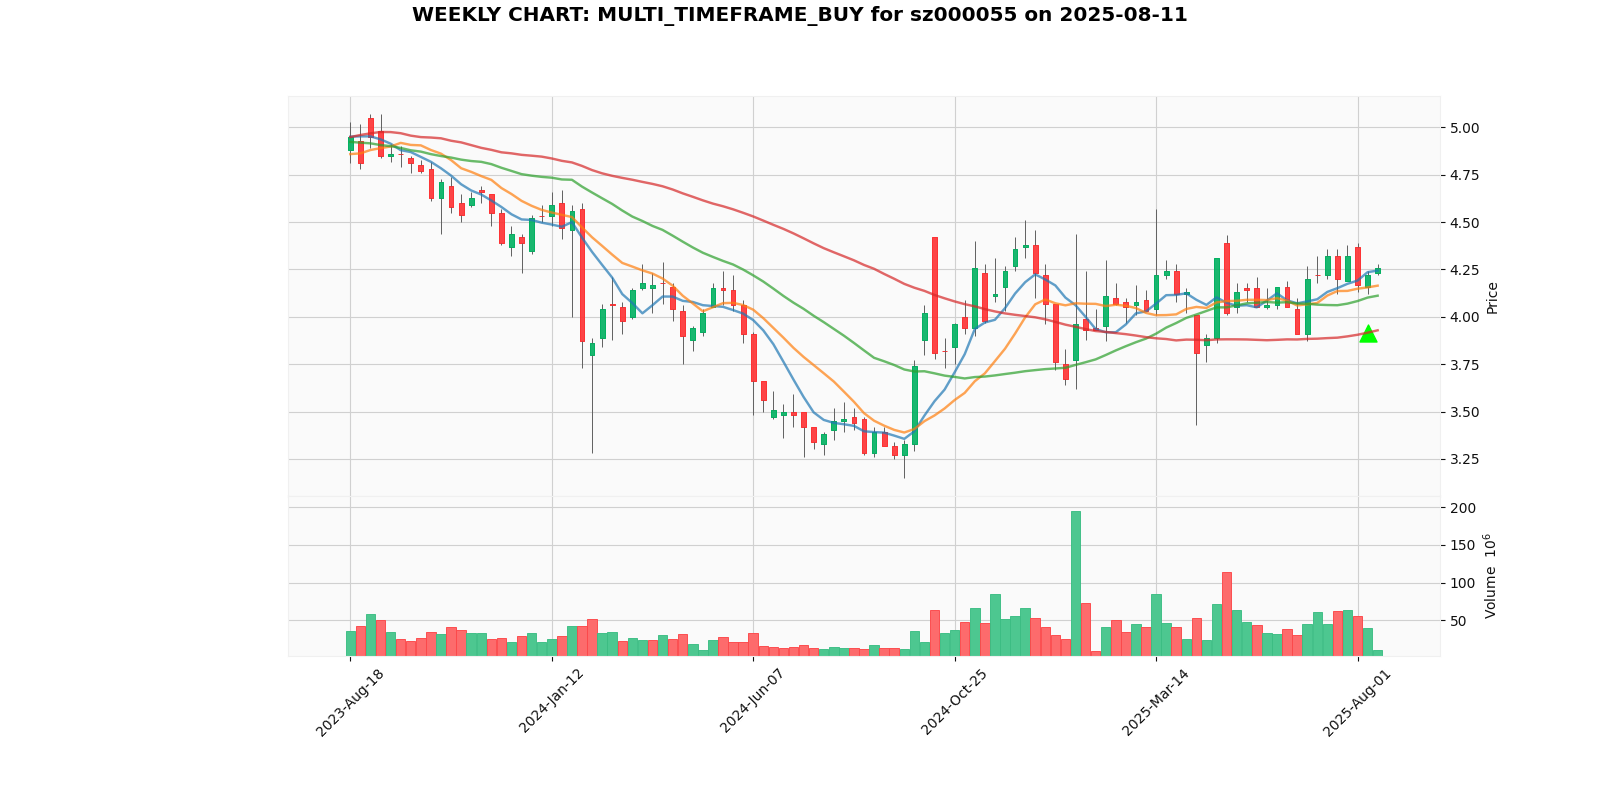 WEEKLY CHART: MULTI_TIMEFRAME_BUY for sz000055 on 2025-08-11
5.00
4.75
4.50
4.25
4.00
3.75
3.50
3.25
Price
200
150
100
50
Volume 10⁶
2023-Aug-18
2024-Jan-12
2024-Jun-07
2024-Oct-25
2025-Mar-14
2025-Aug-01